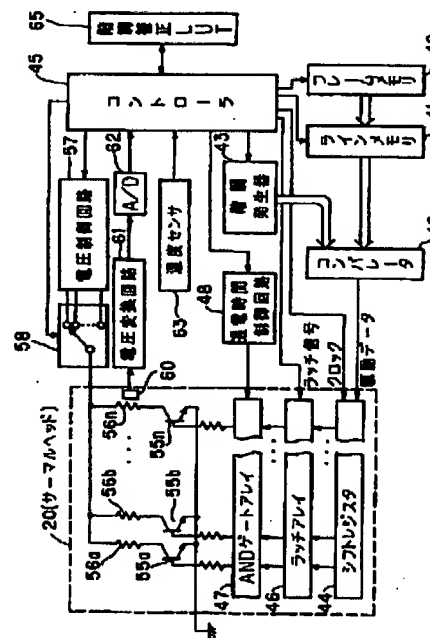 65
階調修正LUT
45
コントローラ
57
電圧制御回路
58
62
A/D
61
電圧変換回路
60
63
温度センサ
43
階調発生器
48
通電時間
制御回路
フレームメモリ
ラインメモリ
コンパレータ
ラッチ信号
クロック
駆動データ
20(サーマルヘッド)
56a
56b
56n
55a
55b
55n
47
ANDゲートアレイ
46
ラッチアレイ
44
シフトレジスタ